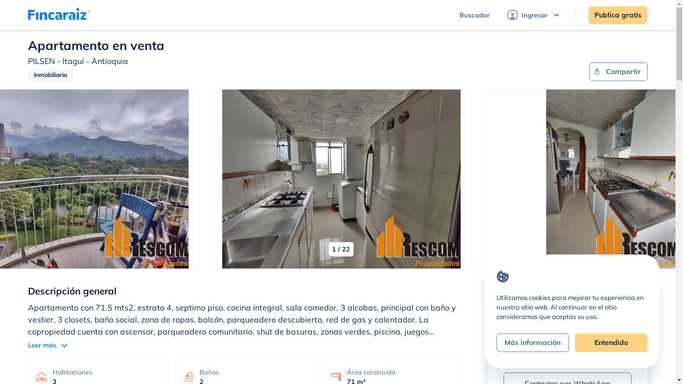 Fincaraiz
Buscador
Ingresar
Publica gratis
Apartamento en venta
PILSEN - Itagui - Antioquia
Inmobiliaria
Compartir
RESCOM
Propiedades
RESCOM
Propiedades
1 / 22
RESCOM
Propiedades
Descripción general
Apartamento con 71.5 mts2, estrato 4, septimo piso, cocina integral, sala comedor, 3 alcobas, principal con baño y
vestier, 3 closets, baño social, zona de ropas, balcón, parqueadero descubierto, red de gas y calentador. La
copropiedad cuenta con ascensor, parqueadero comunitario, shut de basuras, zonas verdes, piscina, juegos...
Leer más
Habitaciones
3
Baños
2
Área construida
71 m²
Utilizamos cookies para mejorar tu experiencia en
nuestro sitio web. Al continuar en el sitio
consideramos que aceptas su uso.
Más información
Entendido
Contactar por WhatsApp